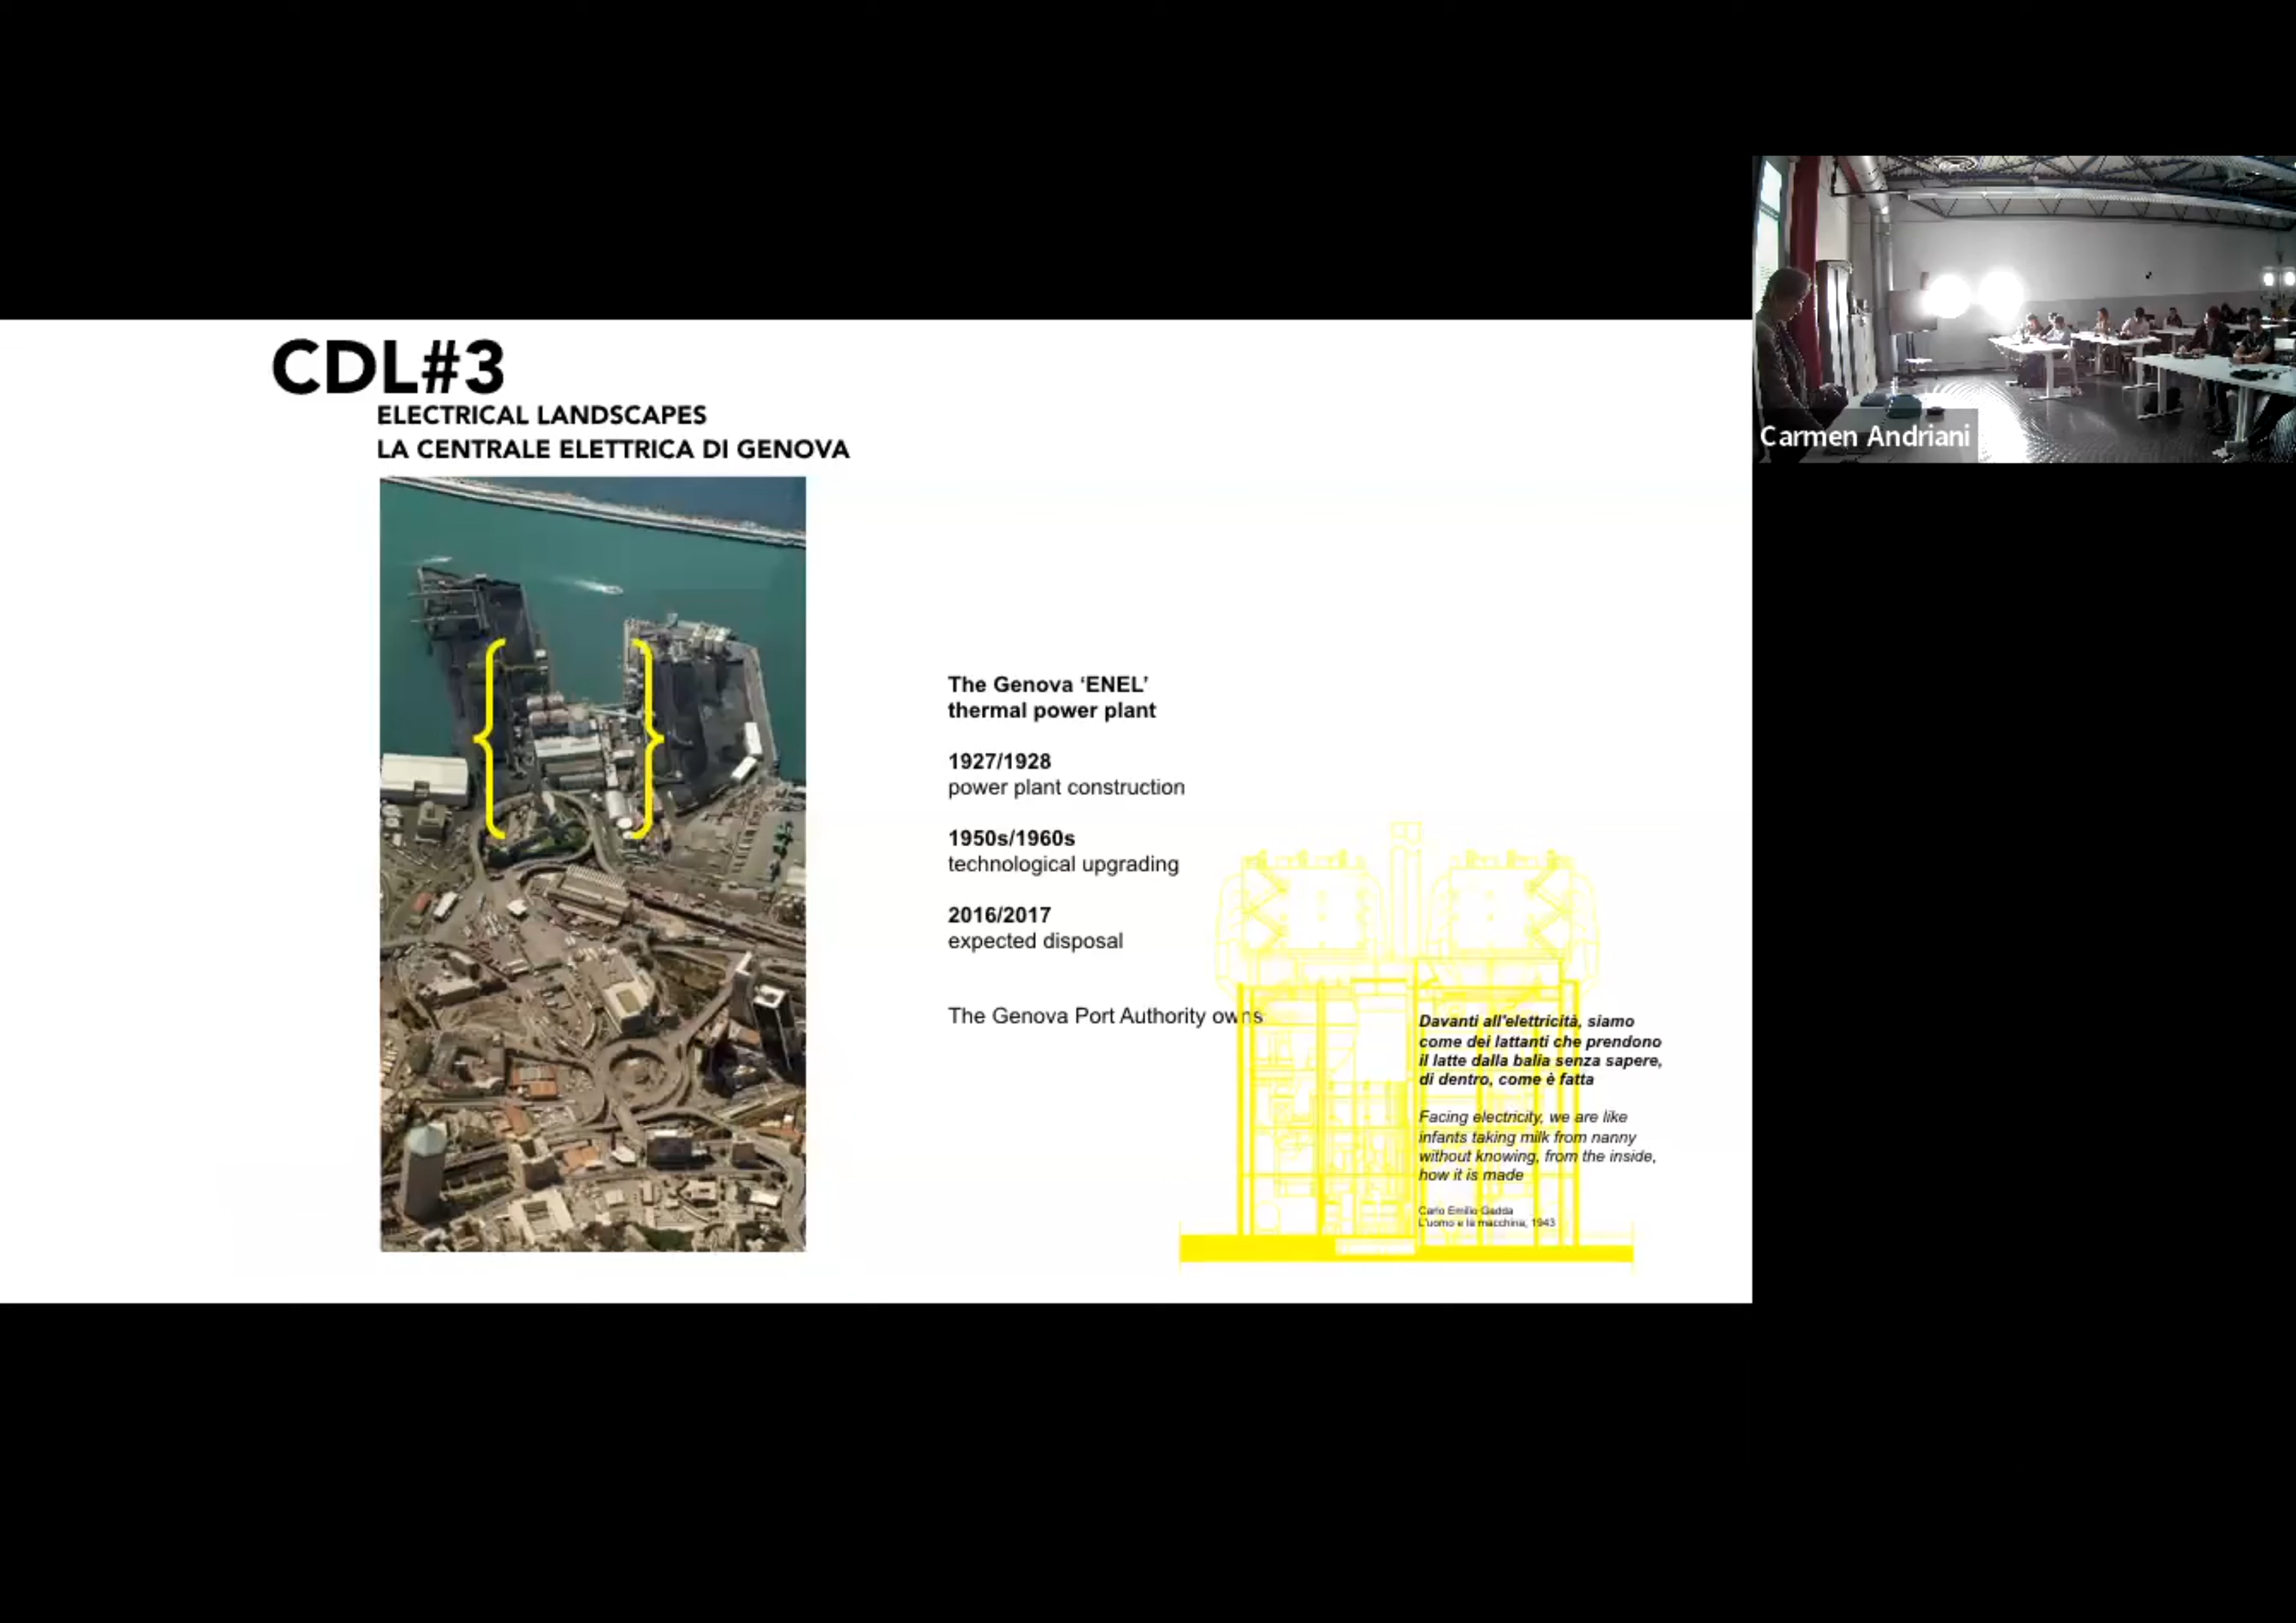 CDL#3
ELECTRICAL LANDSCAPES
LA CENTRALE ELETTRICA DI GENOVA
The Genova ‘ENEL’
thermal power plant
1927/1928
power plant construction
1950s/1960s
technological upgrading
2016/2017
expected disposal
The Genova Port Authority owns
Davanti all'elettricità, siamo
come dei lattanti che prendono
il latte dalla balia senza sapere,
di dentro, come è fatta
Facing electricity, we are like
infants taking milk from nanny
without knowing, from the inside,
how it is made
Carlo Emilio Gadda
L'uomo e la macchina, 1943
Carmen Andriani